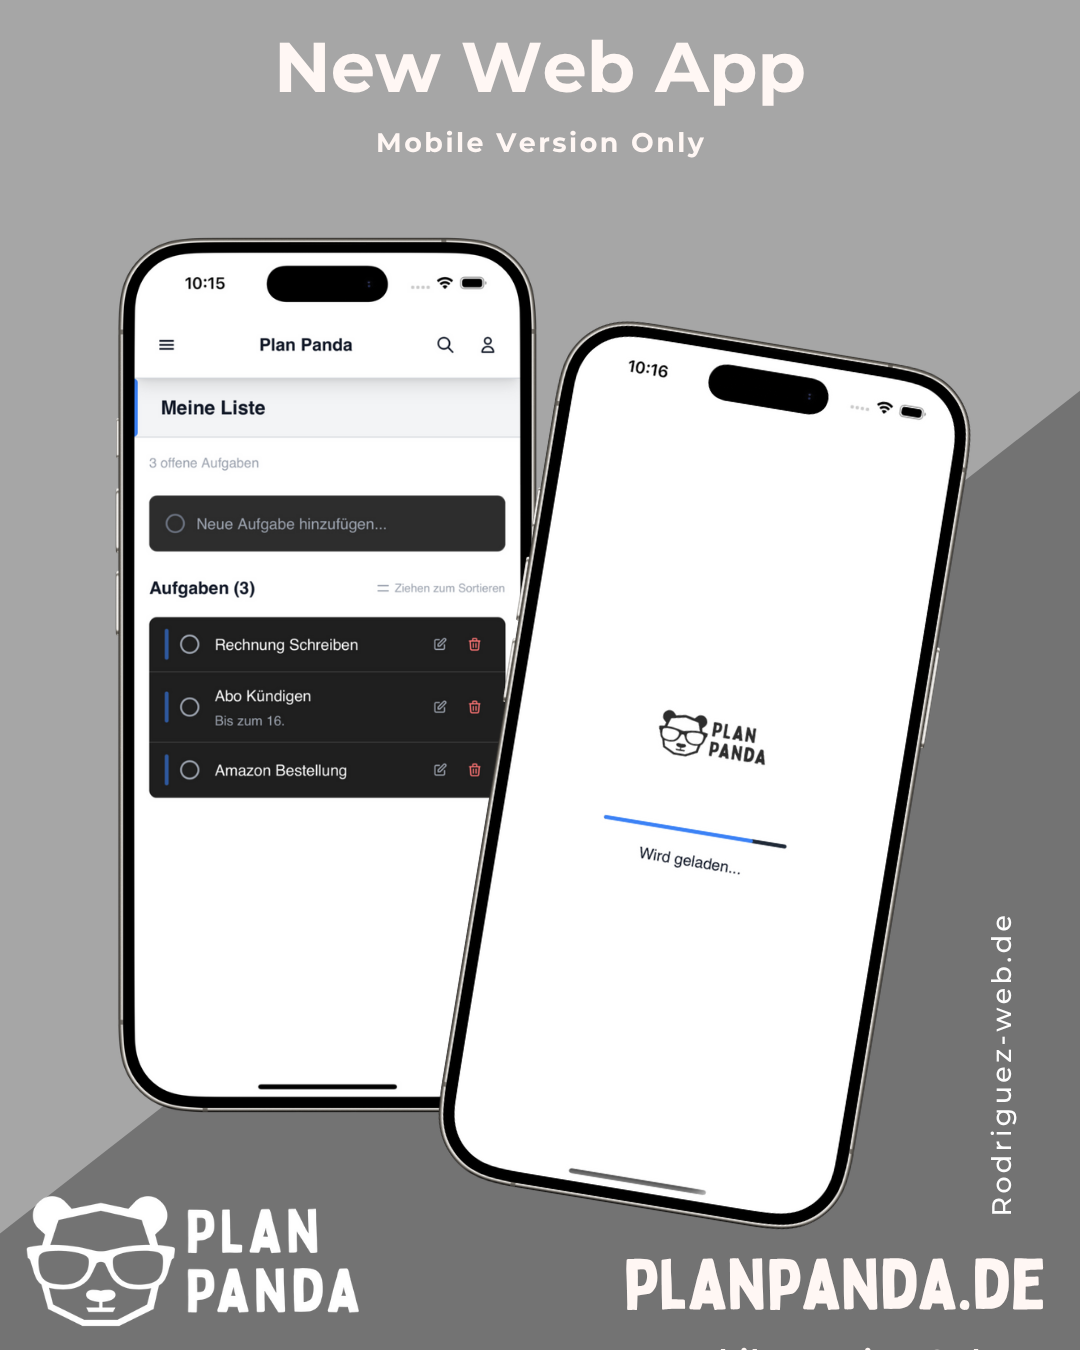 New Web App
Mobile Version Only
10:15
Plan Panda
Meine Liste
3 offene Aufgaben
Neue Aufgabe hinzufügen...
Aufgaben (3)
Ziehen zum Sortieren
Rechnung Schreiben
Abo Kündigen
Bis zum 16.
Amazon Bestellung
10:16
PLAN
PANDA
Wird geladen...
Rodriguez-web.de
PLAN
PANDA
PLANPANDA.DE